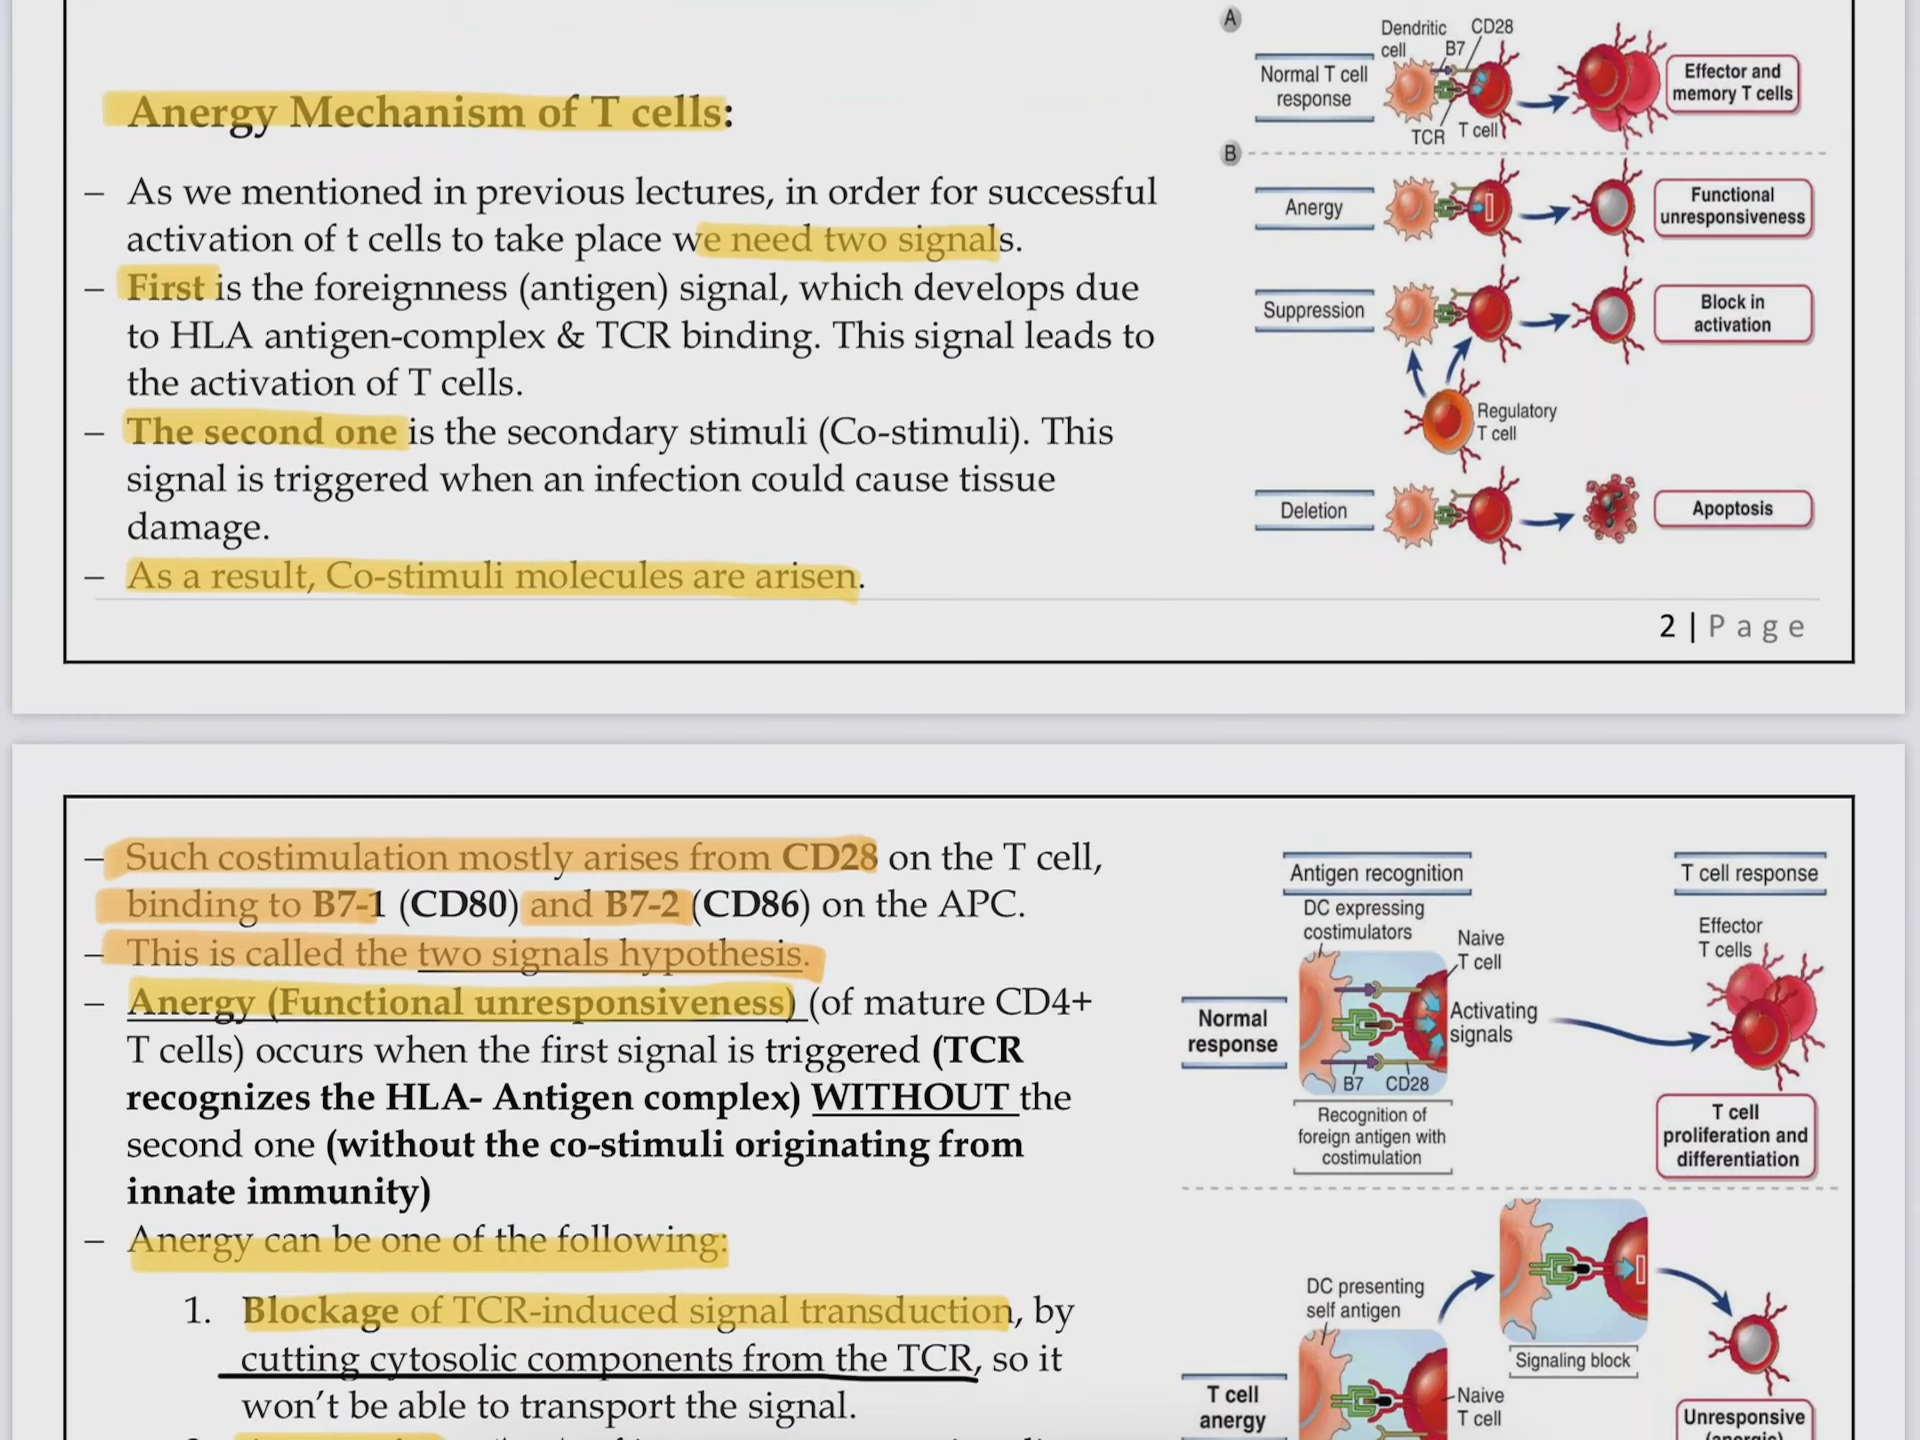 Anergy Mechanism of T cells:
– As we mentioned in previous lectures, in order for successful
activation of t cells to take place we need two signals.
– First is the foreignness (antigen) signal, which develops due
to HLA antigen-complex & TCR binding. This signal leads to
the activation of T cells.
– The second one is the secondary stimuli (Co-stimuli). This
signal is triggered when an infection could cause tissue
damage.
– As a result, Co-stimuli molecules are arisen.
A
Dendritic
cell
B7
CD28
Normal T cell
response
TCR
T cell
Effector and
memory T cells
B
Anergy
Functional
unresponsiveness
Suppression
Block in
activation
Regulatory
T cell
Deletion
Apoptosis
2 | Page
– Such costimulation mostly arises from CD28 on the T cell,
binding to B7-1 (CD80) and B7-2 (CD86) on the APC.
– This is called the two signals hypothesis.
– Anergy (Functional unresponsiveness) (of mature CD4+
T cells) occurs when the first signal is triggered (TCR
recognizes the HLA- Antigen complex) WITHOUT the
second one (without the co-stimuli originating from
innate immunity)
– Anergy can be one of the following:
1. Blockage of TCR-induced signal transduction, by
cutting cytosolic components from the TCR, so it
won't be able to transport the signal.
Antigen recognition
T cell response
DC expressing
costimulators
Naive
T cell
Effector
T cells
Normal
response
Activating
signals
B7
CD28
Recognition of
foreign antigen with
costimulation
T cell
proliferation and
differentiation
DC presenting
self antigen
Signaling block
T cell
anergy
Naive
T cell
Unresponsive